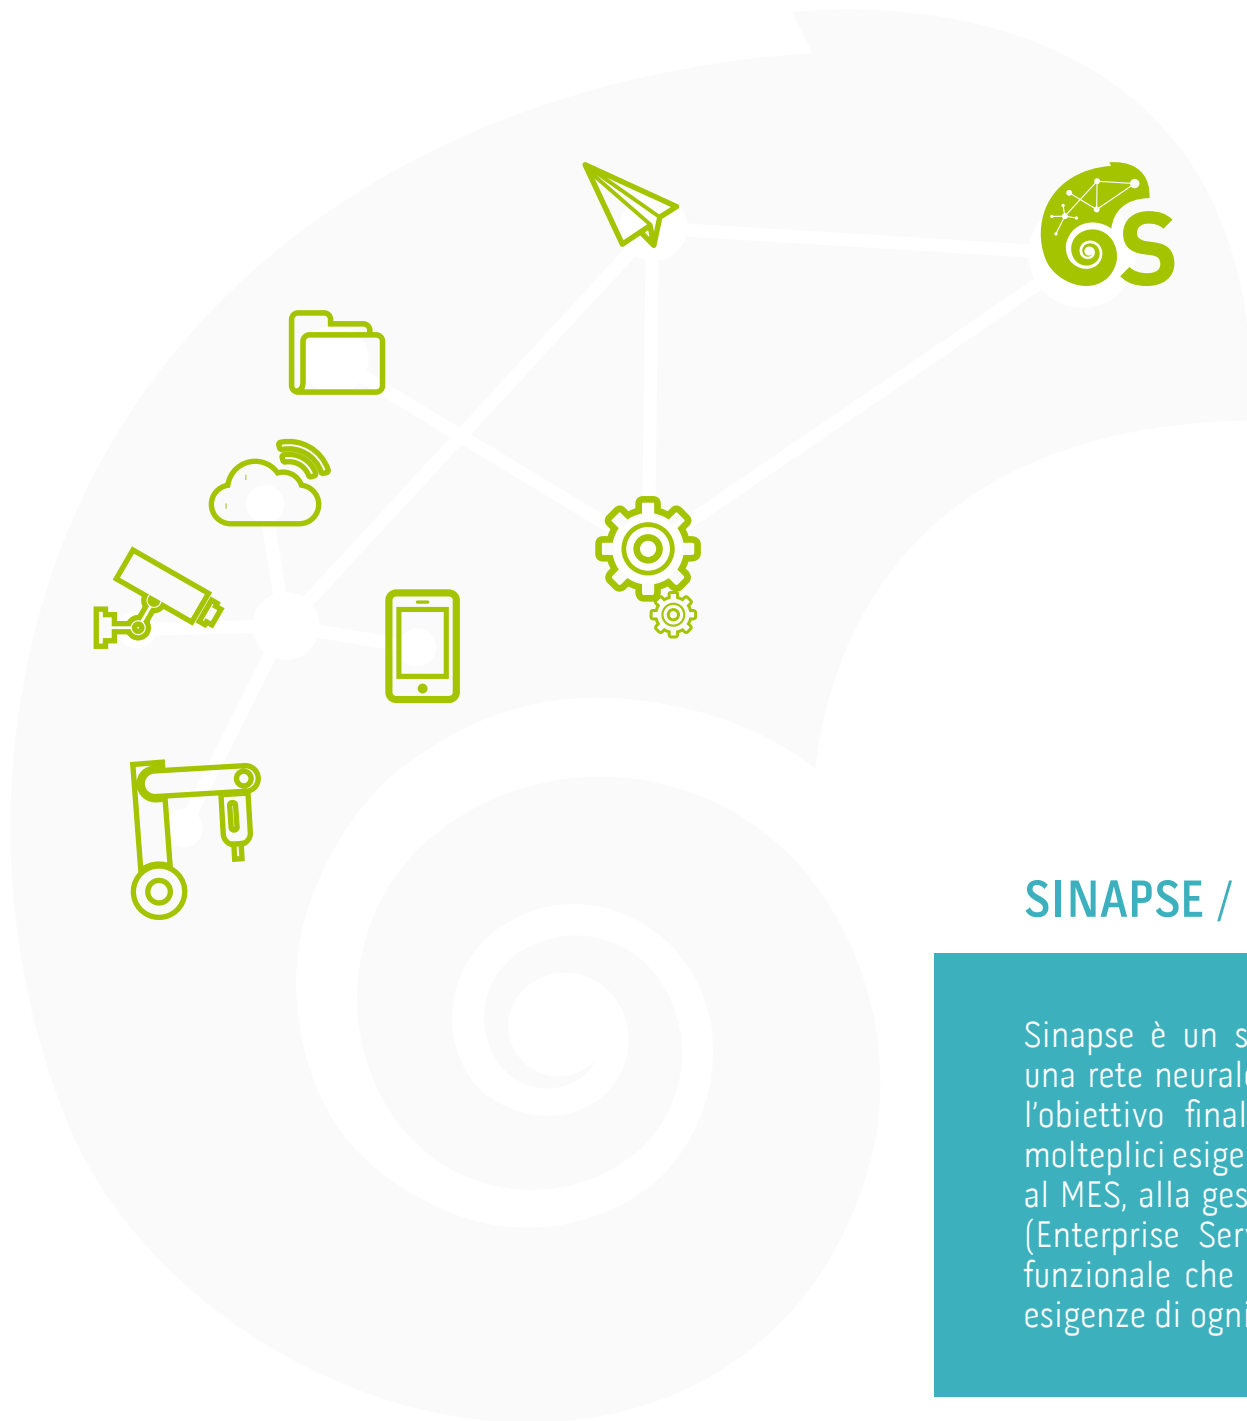 S
SINAPSE /
Sinapse è un s
una rete neural
l'obiettivo final
molteplici esige
al MES, alla ges
(Enterprise Ser
funzionale che
esigenze di ogni